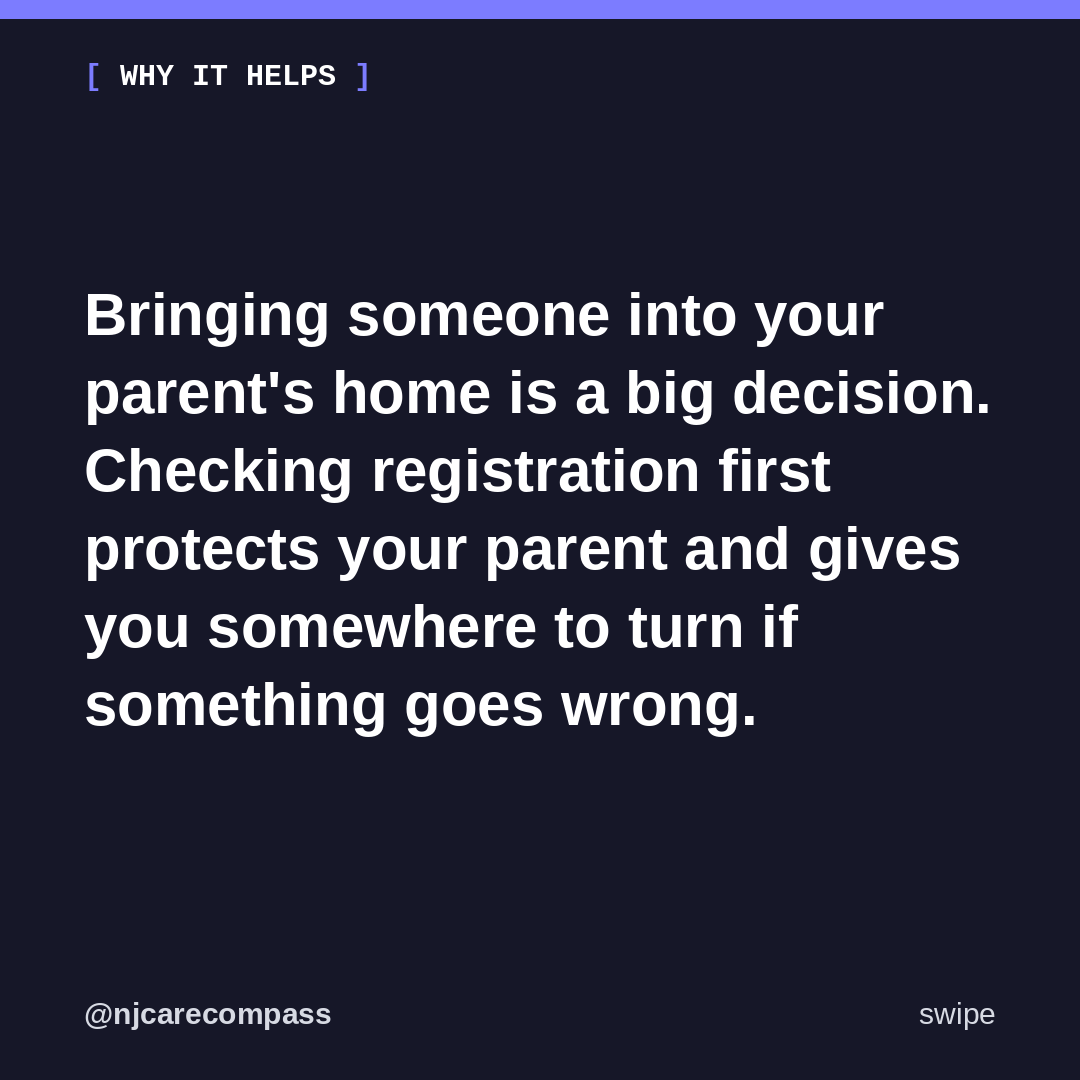 [ WHY IT HELPS ]
Bringing someone into your
parent's home is a big decision.
Checking registration first
protects your parent and gives
you somewhere to turn if
something goes wrong.
@njcarecompass
swipe